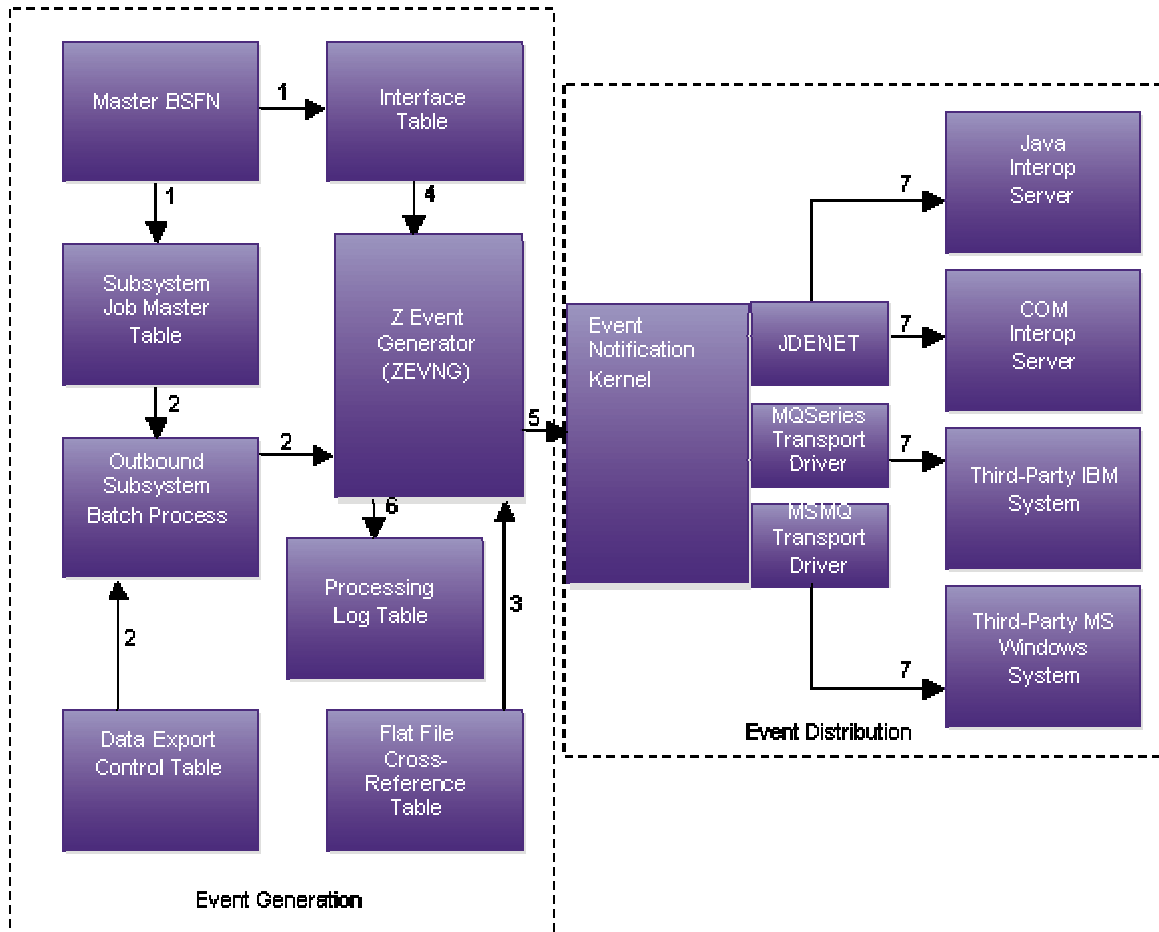 Master BSFN
1
Interface
Table
1
4
Subsystem
Job Master
Table
2
Outbound
Subsystem
Batch Process
2
Z Event
Generator
(ZEVNG)
5
6
Processing
Log Table
3
2
Data Export
Control Table
Flat File
Cross-
Reference
Table
Event Generation
Event
Notification
Kernel
JDENET
MQSeries
Transport
Driver
MSMQ
Transport
Driver
7
Java
Interop
Server
7
COM
Interop
Server
7
Third-Party IBM
System
7
Third-Party MS
Windows
System
Event Distribution